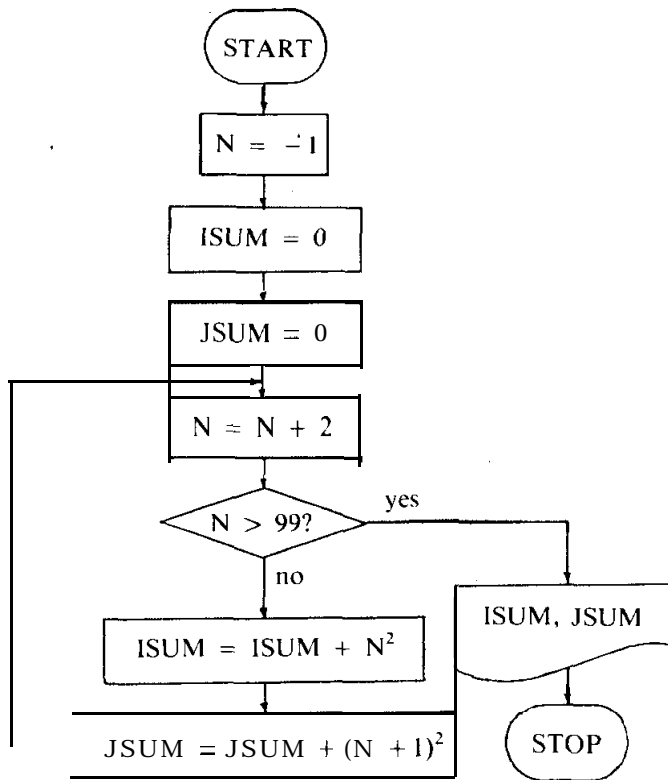 START
N = -1
ISUM = 0
JSUM = 0
N = N + 2
N > 99?
yes
no
ISUM = ISUM + N²
JSUM = JSUM + (N + 1)²
ISUM, JSUM
STOP